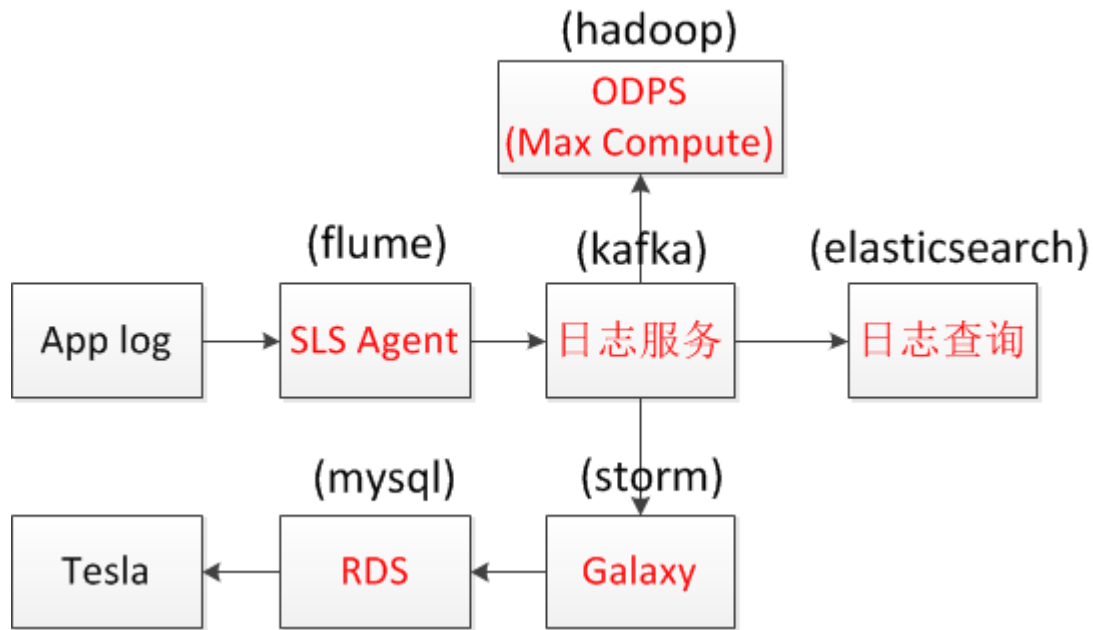 (hadoop)
ODPS
(Max Compute)
(flume)
(kafka)
(elasticsearch)
App log
SLS Agent
日志服务
日志查询
(mysql)
(storm)
Tesla
RDS
Galaxy